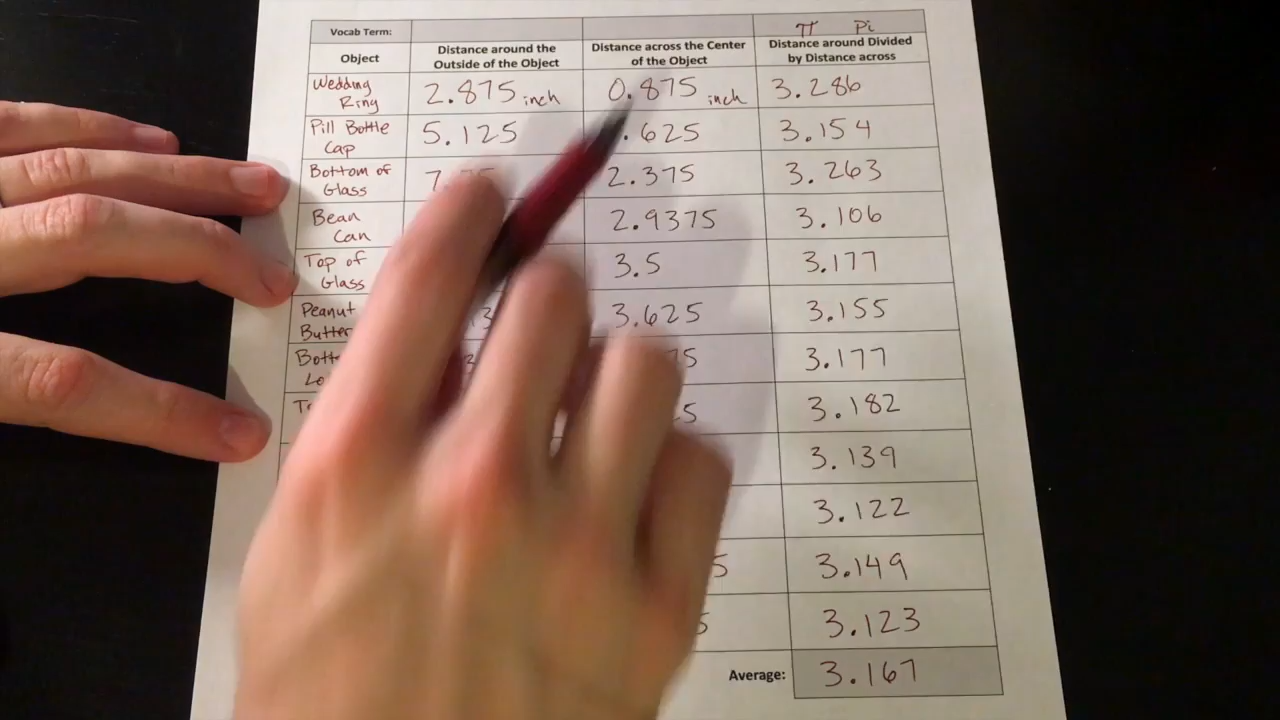 Vocab Term: π Pi
Object Distance around the Outside of the Object Distance across the Center of the Object Distance around Divided by Distance across
Wedding Ring 2.875 inch 0.875 inch 3.286
Pill Bottle Cap 5.125 .625 3.154
Bottom of Glass 2.375 3.263
Bean Can 2.9375 3.106
Top of Glass 3.5 3.177
Peanut Butter 3.625 3.155
3.177
3.182
3.139
3.122
3.149
3.123
Average: 3.167